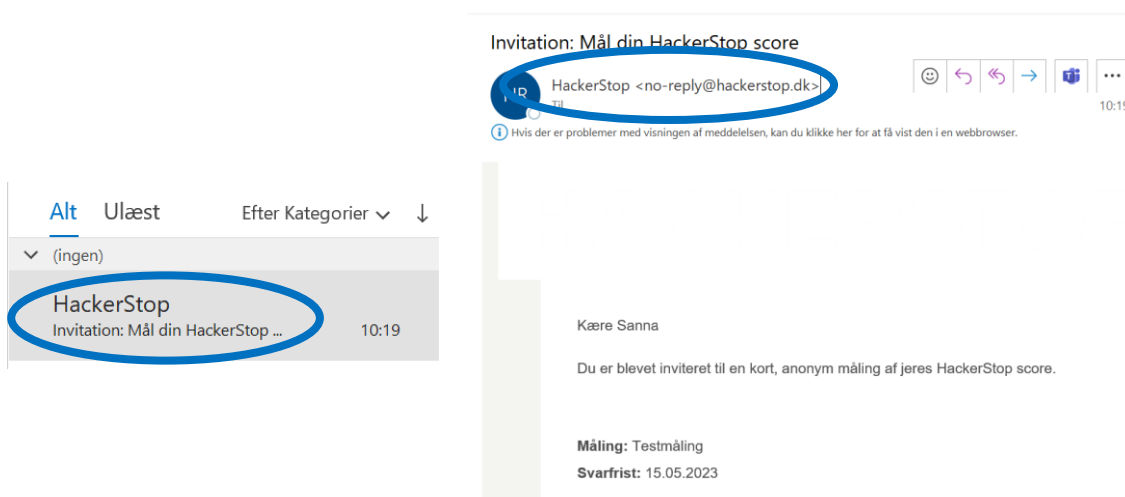 Alt Ulæst Efter Kategorier
(ingen)
HackerStop
Invitation: Mål din HackerStop ... 10:19
Invitation: Mål din HackerStop score
HackerStop <no-reply@hackerstop.dk>
Til
10:19
Hvis der er problemer med visningen af meddelelsen, kan du klikke her for at få vist den i en webbrowser.
Kære Sanna
Du er blevet inviteret til en kort, anonym måling af jeres HackerStop score.
Måling: Testmåling
Svarfrist: 15.05.2023